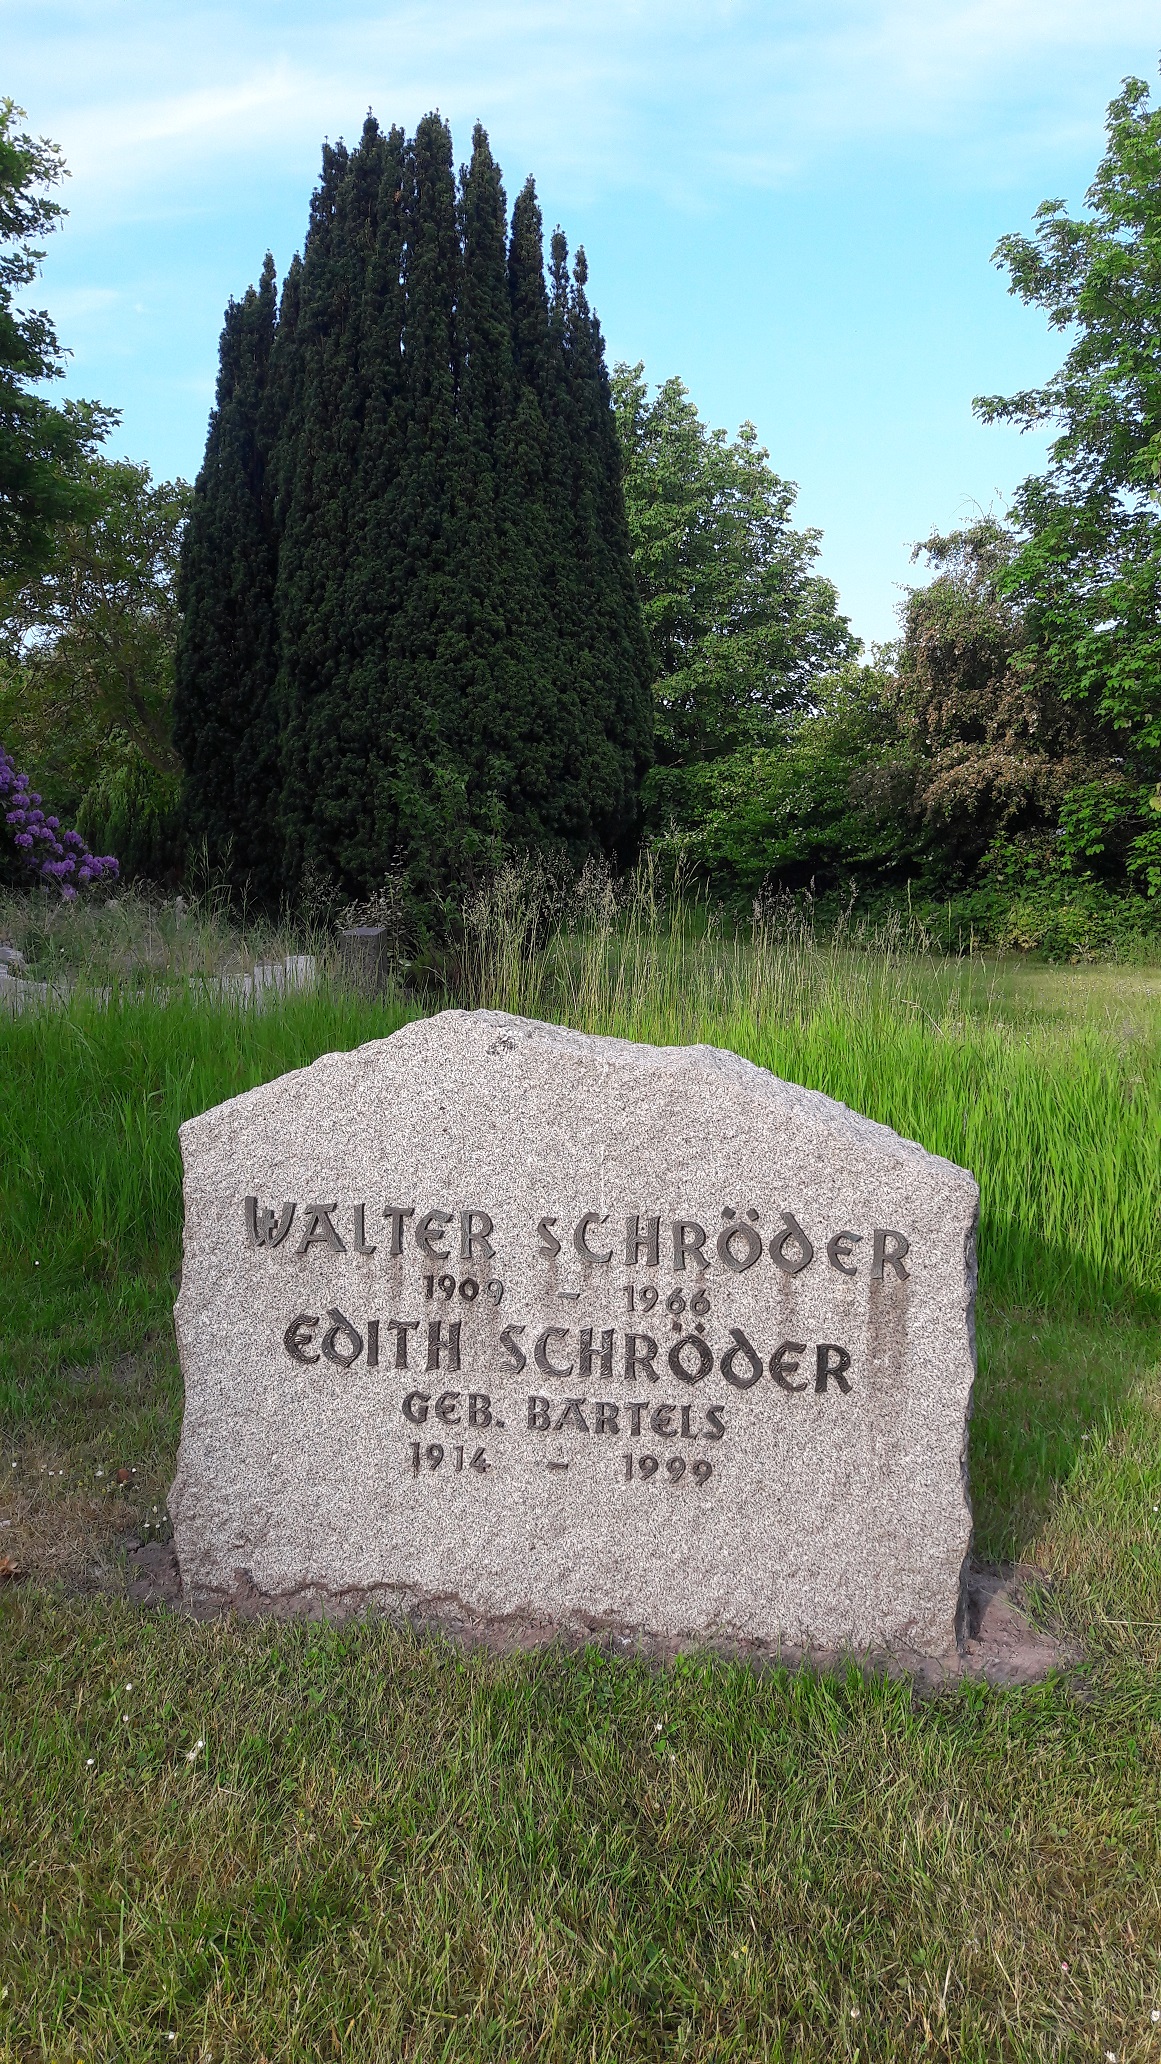 WALTER SCHRÖDER
1909 – 1966
EDITH SCHRÖDER
GEB. BARTELS
1914 – 1999